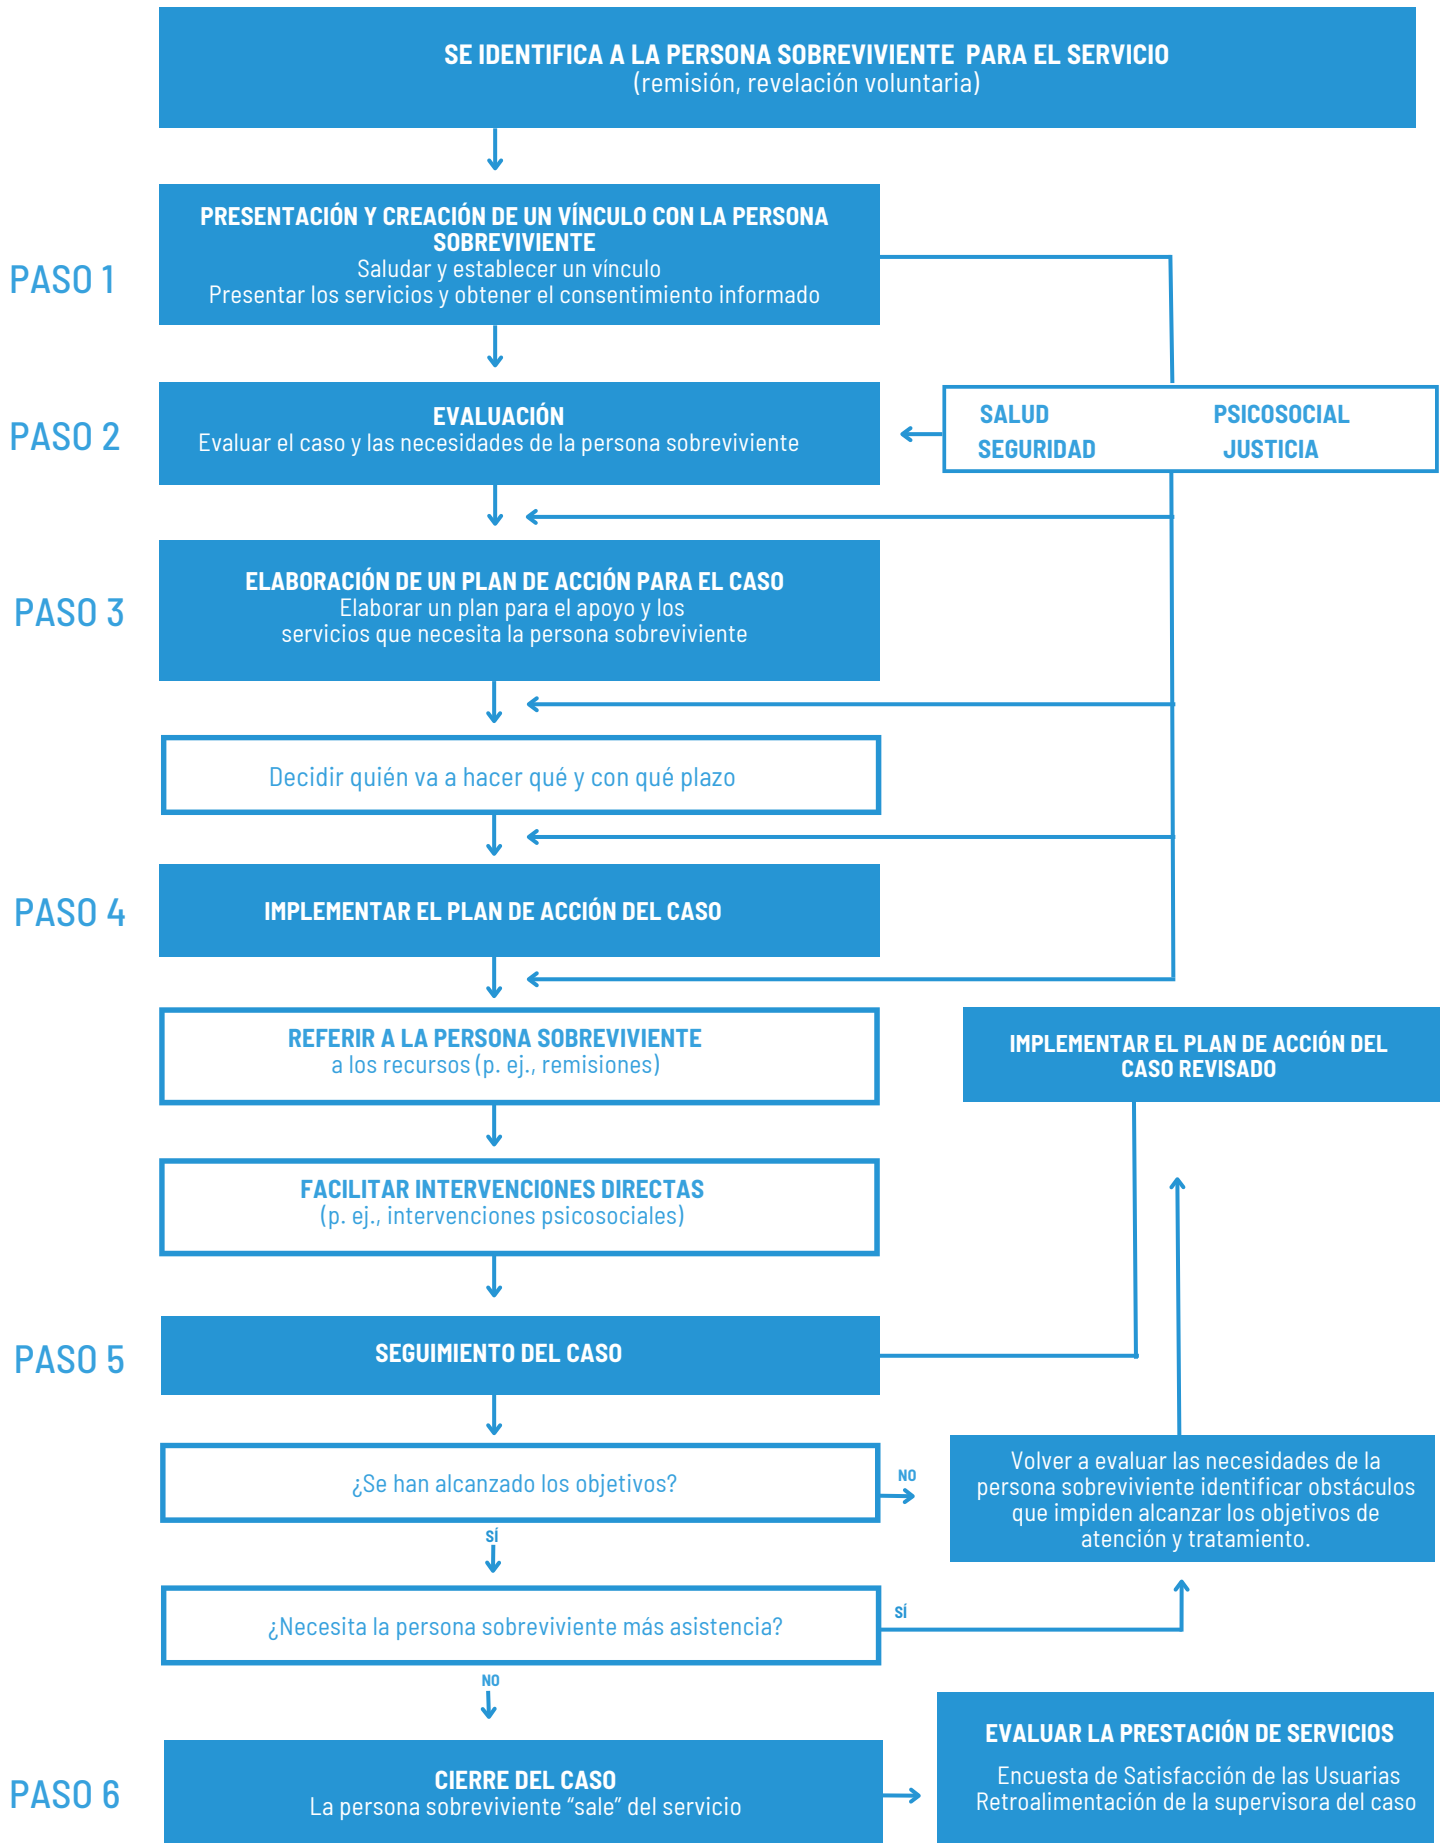 SE IDENTIFICA A LA PERSONA SOBREVIVIENTE PARA EL SERVICIO
(remisión, revelación voluntaria)
PASO 1
PRESENTACIÓN Y CREACIÓN DE UN VÍNCULO CON LA PERSONA
SOBREVIVIENTE
Saludar y establecer un vínculo
Presentar los servicios y obtener el consentimiento informado
PASO 2
EVALUACIÓN
Evaluar el caso y las necesidades de la persona sobreviviente
SALUD PSICOSOCIAL
SEGURIDAD JUSTICIA
PASO 3
ELABORACIÓN DE UN PLAN DE ACCIÓN PARA EL CASO
Elaborar un plan para el apoyo y los
servicios que necesita la persona sobreviviente
Decidir quién va a hacer qué y con qué plazo
PASO 4
IMPLEMENTAR EL PLAN DE ACCIÓN DEL CASO
REFERIR A LA PERSONA SOBREVIVIENTE
a los recursos (p. ej., remisiones)
IMPLEMENTAR EL PLAN DE ACCIÓN DEL
CASO REVISADO
FACILITAR INTERVENCIONES DIRECTAS
(p. ej., intervenciones psicosociales)
PASO 5
SEGUIMIENTO DEL CASO
¿Se han alcanzado los objetivos?
NO
Volver a evaluar las necesidades de la
persona sobreviviente identificar obstáculos
que impiden alcanzar los objetivos de
atención y tratamiento.
SÍ
¿Necesita la persona sobreviviente más asistencia?
SÍ
NO
PASO 6
CIERRE DEL CASO
La persona sobreviviente “sale” del servicio
EVALUAR LA PRESTACIÓN DE SERVICIOS
Encuesta de Satisfacción de las Usuarias
Retroalimentación de la supervisora del caso